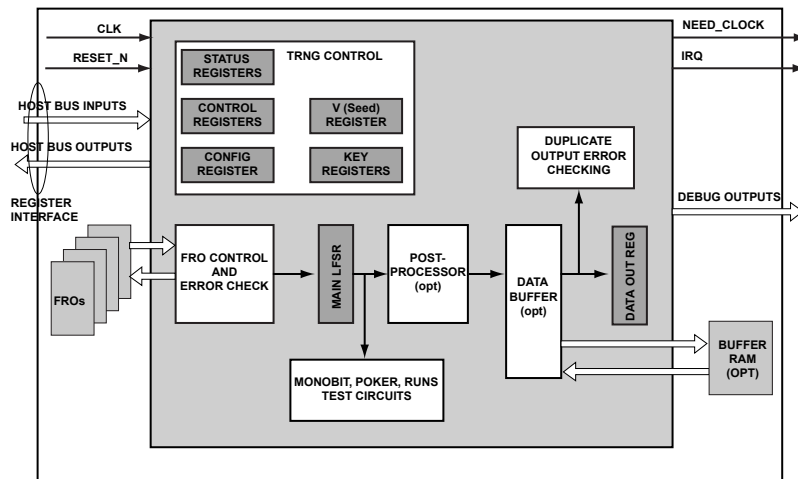 CLK
NEED_CLOCK
RESET_N
IRQ
TRNG CONTROL
STATUS
REGISTERS
HOST BUS INPUTS
CONTROL
REGISTERS
V (Seed)
REGISTER
HOST BUS OUTPUTS
CONFIG
REGISTER
KEY
REGISTERS
DUPLICATE
OUTPUT ERROR
CHECKING
REGISTER
INTERFACE
DEBUG OUTPUTS
FROs
FRO CONTROL
AND
ERROR CHECK
MAIN LFSR
POST-
PROCESSOR
(opt)
DATA
BUFFER
(opt)
DATA OUT REG
BUFFER
RAM
(OPT)
MONOBIT, POKER, RUNS
TEST CIRCUITS